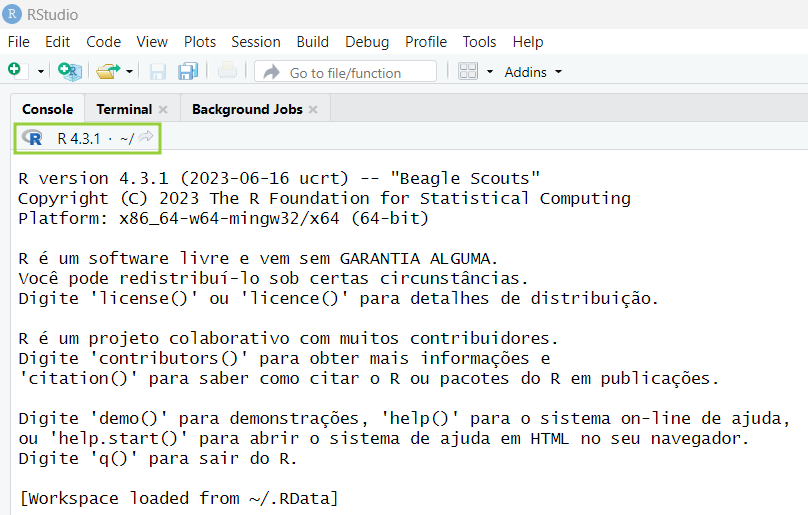 RStudio
File Edit Code View Plots Session Build Debug Profile Tools Help
Go to file/function Addins
Console Terminal Background Jobs
R 4.3.1 · ~/
R version 4.3.1 (2023-06-16 ucrt) -- "Beagle Scouts"
Copyright (C) 2023 The R Foundation for Statistical Computing
Platform: x86_64-w64-mingw32/x64 (64-bit)
R é um software livre e vem sem GARANTIA ALGUMA.
Você pode redistribuí-lo sob certas circunstâncias.
Digite 'license()' ou 'licence()' para detalhes de distribuição.
R é um projeto colaborativo com muitos contribuidores.
Digite 'contributors()' para obter mais informações e
'citation()' para saber como citar o R ou pacotes do R em publicações.
Digite 'demo()' para demonstrações, 'help()' para o sistema on-line de ajuda,
ou 'help.start()' para abrir o sistema de ajuda em HTML no seu navegador.
Digite 'q()' para sair do R.
[Workspace loaded from ~/.RData]